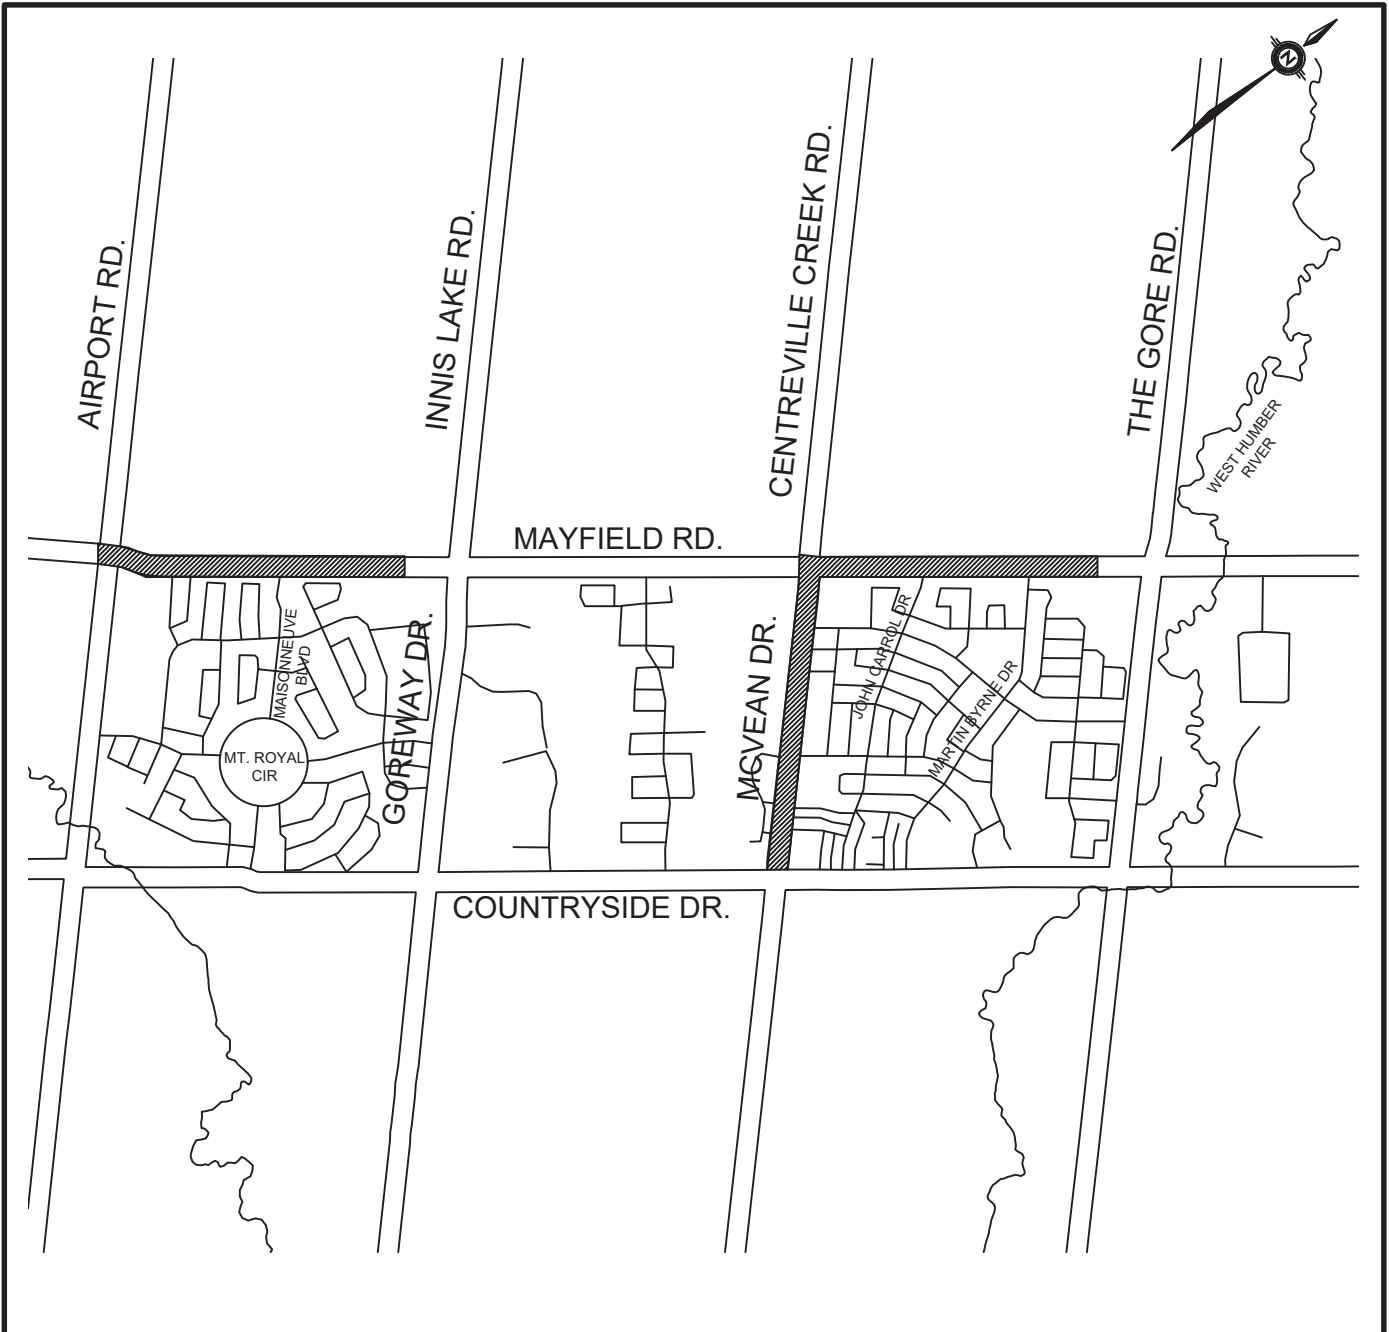 N
AIRPORT RD.
INNIS LAKE RD.
CENTREVILLE CREEK RD.
THE GORE RD.
WEST HUMBER
RIVER
MAYFIELD RD.
MAISONNEUVE
BLVD
GOREWAY DR.
MCVEAN DR.
JOHN CARROL DR
MARTIN BYRNE DR
MT. ROYAL
CIR
COUNTRYSIDE DR.